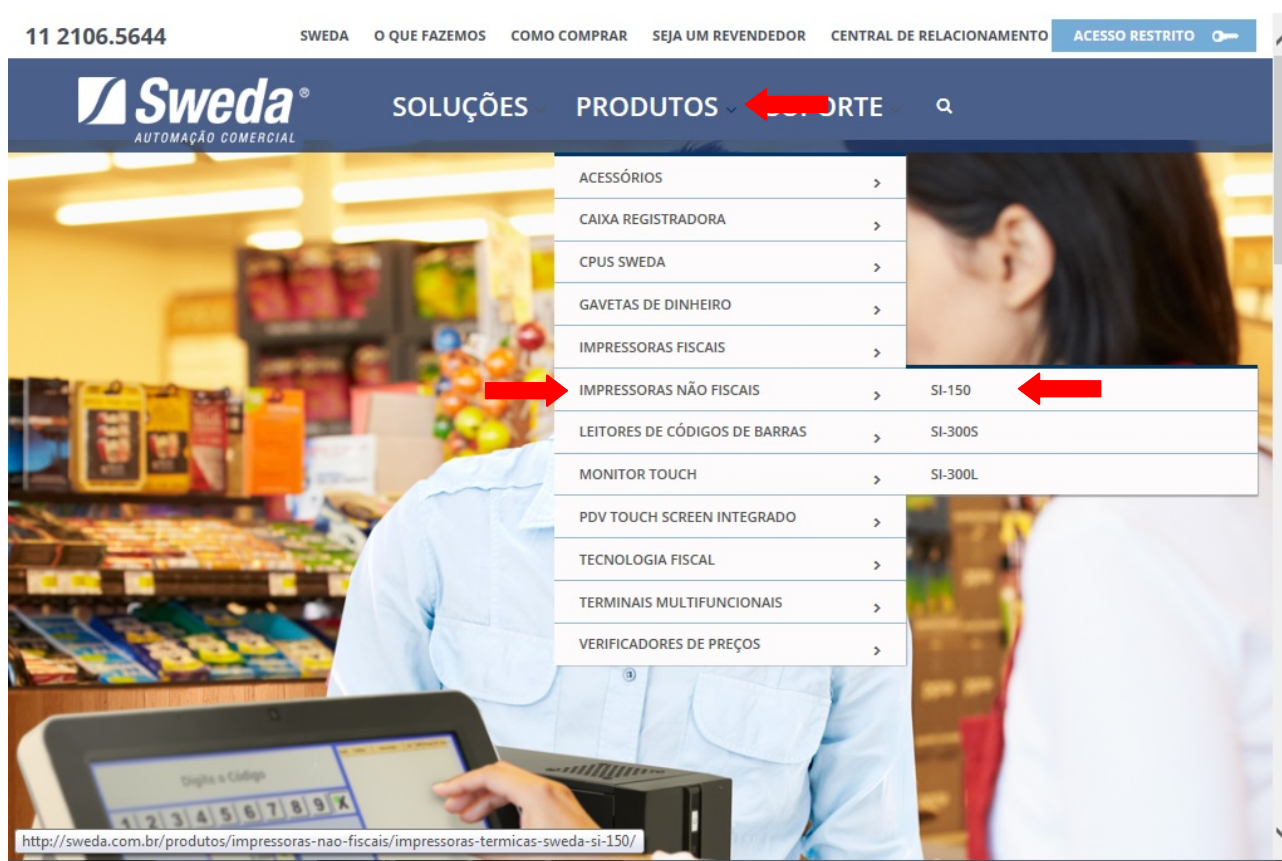 11 2106.5644 SWEDA O QUE FAZEMOS COMO COMPRAR SEJA UM REVENDEDOR CENTRAL DE RELACIONAMENTO ACESSO RESTRITO
Sweda® SOLUÇÕES PRODUTOS
AUTOMAÇÃO COMERCIAL
ACESSÓRIOS
CAIXA REGISTRADORA
CPUS SWEDA
GAVETAS DE DINHEIRO
IMPRESSORAS FISCAIS
IMPRESSORAS NÃO FISCAIS SI-150
LEITORES DE CÓDIGOS DE BARRAS SI-300S
MONITOR TOUCH SI-300L
PDV TOUCH SCREEN INTEGRADO
TECNOLOGIA FISCAL
TERMINAIS MULTIFUNCIONAIS
VERIFICADORES DE PREÇOS
Digite o Código
1 2 3 4 5 6 7 8 9 X
http://sweda.com.br/produtos/impressoras-nao-fiscais/impressoras-termicas-sweda-si-150/